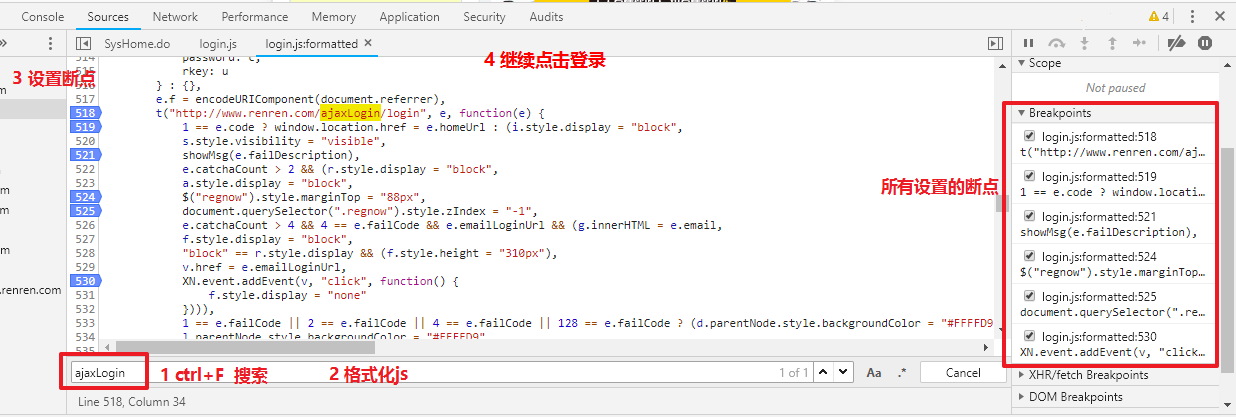 Elements Sources Network Performance Memory Application Security Audits 4
SysHome.do login.js login.js:formatted
3 设置断点
4 继续点击登录
rkey: u
516 } : {},
517 e.f = encodeURIComponent(document.referrer),
518 t("http://www.renren.com/ajaxLogin/login", e, function(e) {
519 1 == e.code ? window.location.href = e.homeUrl : (i.style.display = "block",
520 s.style.visibility = "visible",
521 showMsg(e.failDescription),
522 e.catchaCount > 2 && (r.style.display = "block",
523 a.style.display = "block",
524 $("regnow").style.marginTop = "88px",
525 document.querySelector(".regnow").style.zIndex = "-1",
526 e.catchaCount > 4 && 4 == e.failCode && e.emailLoginUrl && (g.innerHTML = e.email,
527 f.style.display = "block",
528 "block" == r.style.display && (f.style.height = "310px"),
529 v.href = e.emailLoginUrl,
530 XN.event.addEvent(v, "click", function() {
531 f.style.display = "none"
532 }))),
533 1 == e.failCode || 2 == e.failCode || 4 == e.failCode || 128 == e.failCode ? (d.parentNode.style.backgroundColor = "#FFFFD9
534 l.parentNode.style.backgroundColor = "#FFFFD9"
.renren.com
ajaxLogin
1 ctrl+F 搜索
2 格式化js
1 of 1
Aa
.*
Cancel
Line 518, Column 34
Scope
Not paused
所有设置的断点
Breakpoints
login.js:formatted:518
t("http://www.renren.com/aj…
login.js:formatted:519
1 == e.code ? window.locati…
login.js:formatted:521
showMsg(e.failDescription),
login.js:formatted:524
$("regnow").style.marginTop…
login.js:formatted:525
document.querySelector(".re…
login.js:formatted:530
XN.event.addEvent(v, "click…
XHR/fetch Breakpoints
DOM Breakpoints